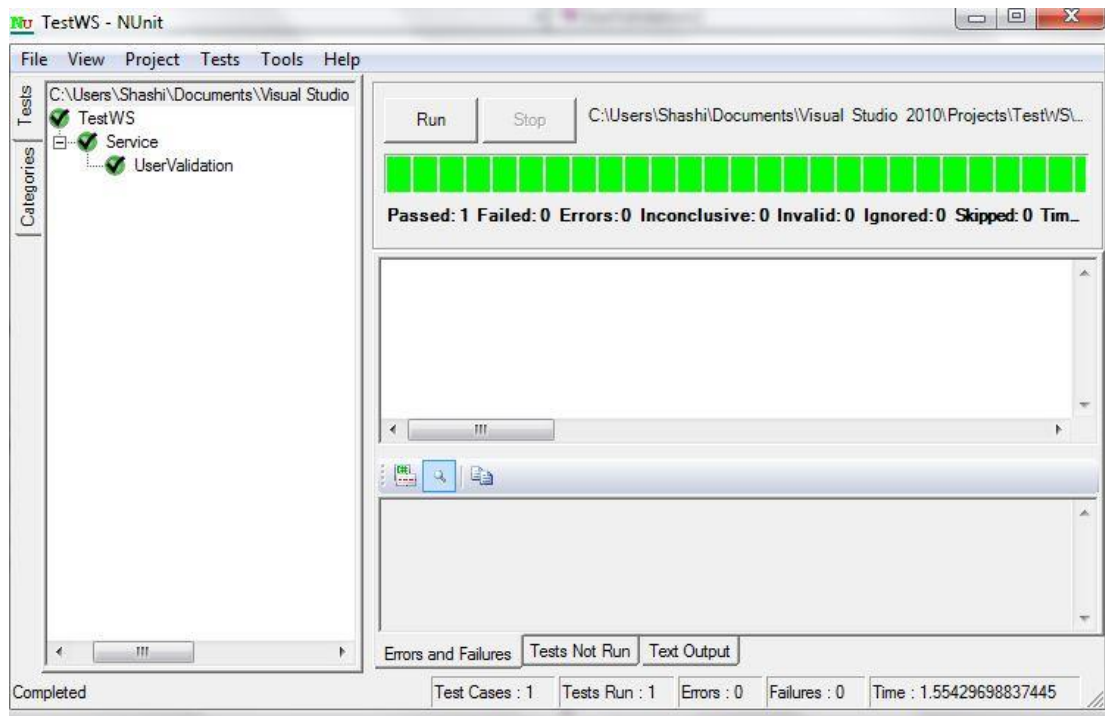 Nu TestWS - NUnit
File View Project Tests Tools Help
Tests
Categories
C:\Users\Shashi\Documents\Visual Studio
TestWS
Service
UserValidation
Run
Stop
C:\Users\Shashi\Documents\Visual Studio 2010\Projects\TestWS\...
Passed: 1 Failed: 0 Errors: 0 Inconclusive: 0 Invalid: 0 Ignored: 0 Skipped: 0 Tim...
Errors and Failures
Tests Not Run
Text Output
Completed
Test Cases : 1
Tests Run : 1
Errors : 0
Failures : 0
Time : 1.55429698837445